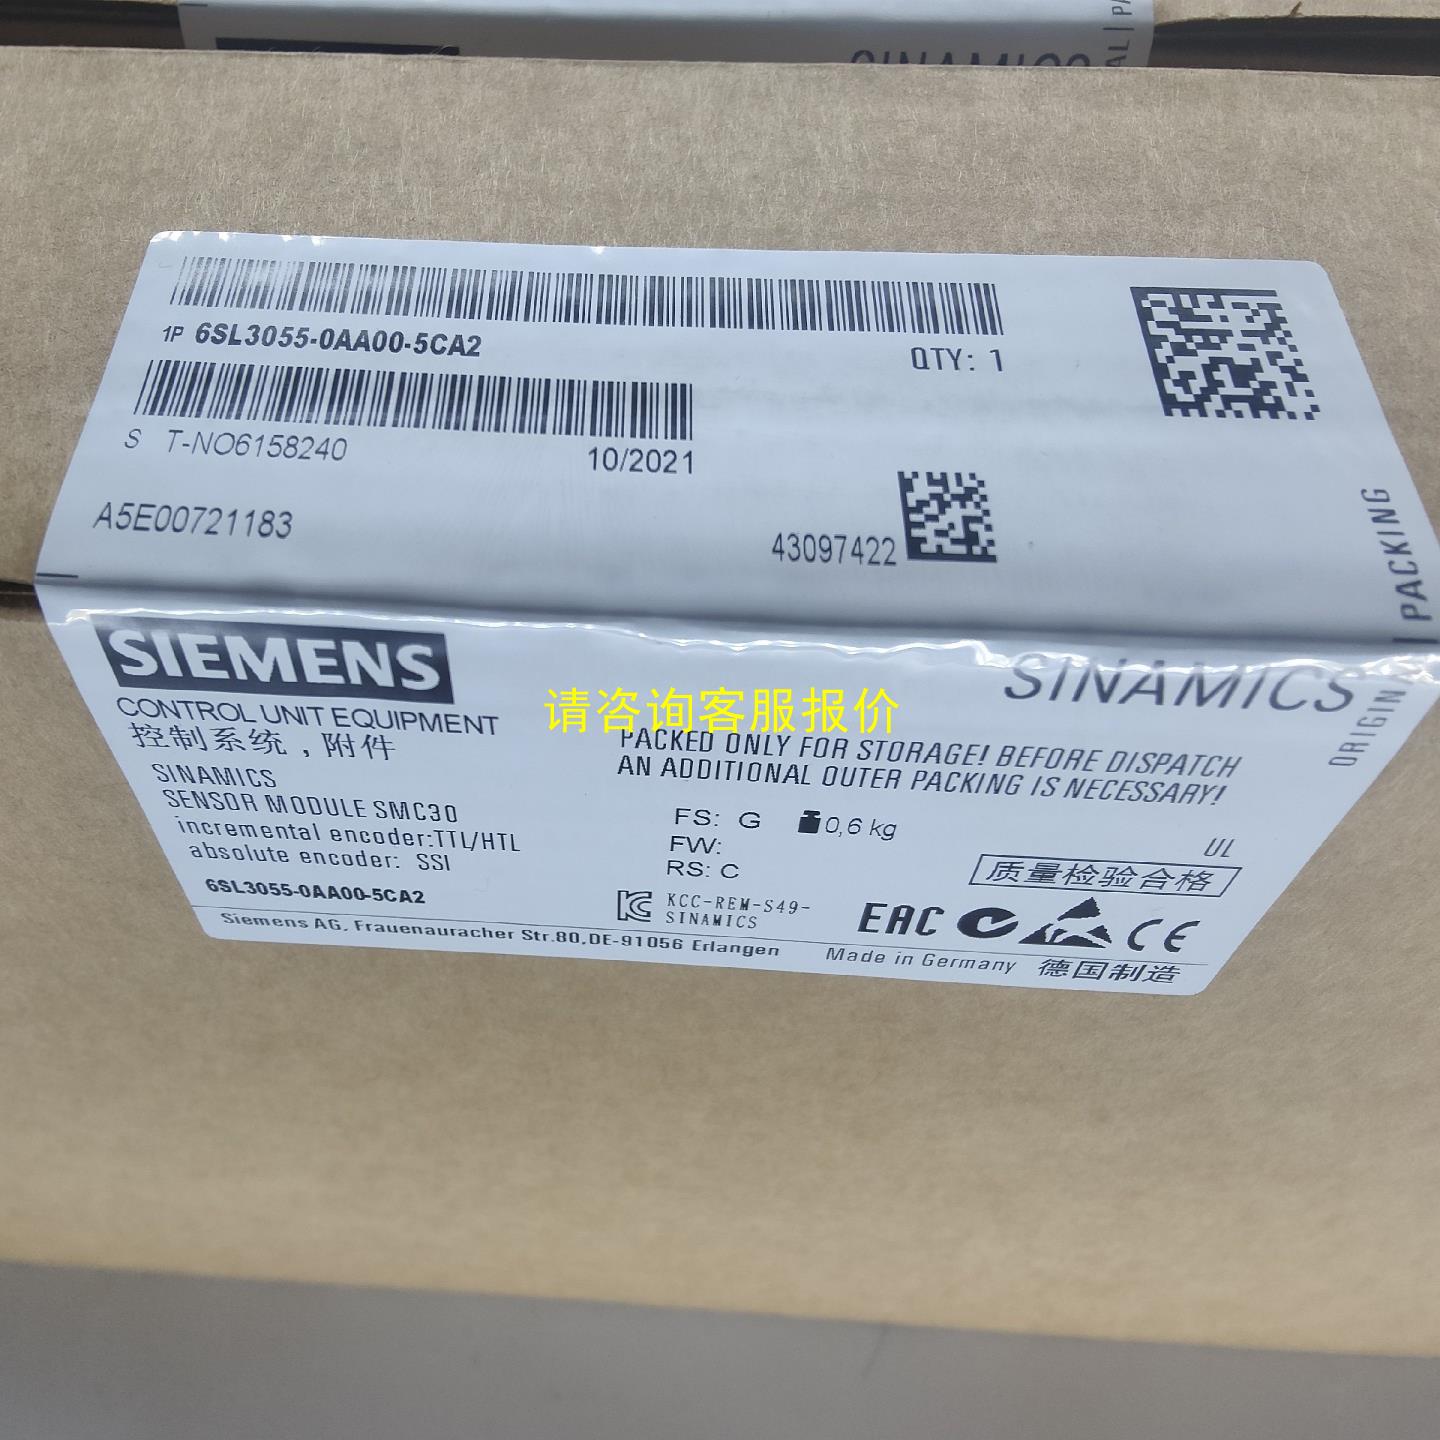 SINAMICS
1P 6SL3055-0AA00-5CA2
QTY: 1
S T-NO6158240
10/2021
A5E00721183
43097422
ORIGINAL | PACKING
SIEMENS
SINAMICS
CONTROL UNIT EQUIPMENT
控制系统，附件
请咨询客服报价
PACKED ONLY FOR STORAGE! BEFORE DISPATCH
AN ADDITIONAL OUTER PACKING IS NECESSARY!
SINAMICS
SENSOR MODULE SMC30
incremental encoder:TTL/HTL
absolute encoder: SSI
6SL3055-0AA00-5CA2
FS: G
0,6 kg
FW:
RS: C
UL
质量检验合格
KCC-REM-S49-
SINAMICS
EAC
CE
Siemens AG, Frauenauracher Str.80,DE-91056 Erlangen
Made in Germany 德国制造